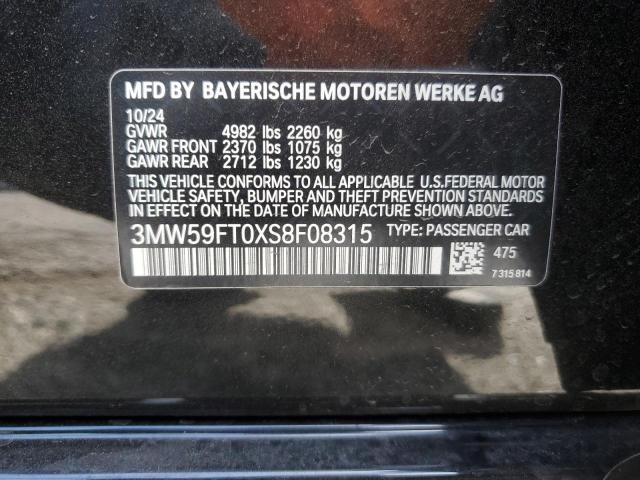 MFD BY BAYERISCHE MOTOREN WERKE AG
10/24
GVWR 4982 lbs 2260 kg
GAWR FRONT 2370 lbs 1075 kg
GAWR REAR 2712 lbs 1230 kg
THIS VEHICLE CONFORMS TO ALL APPLICABLE U.S.FEDERAL MOTOR
VEHICLE SAFETY, BUMPER, AND THEFT PREVENTION STANDARDS
IN EFFECT ON THE DATE OF MANUFACTURE SHOWN ABOVE.
3MW59FT0XS8F08315 TYPE: PASSENGER CAR
475
7 315 814